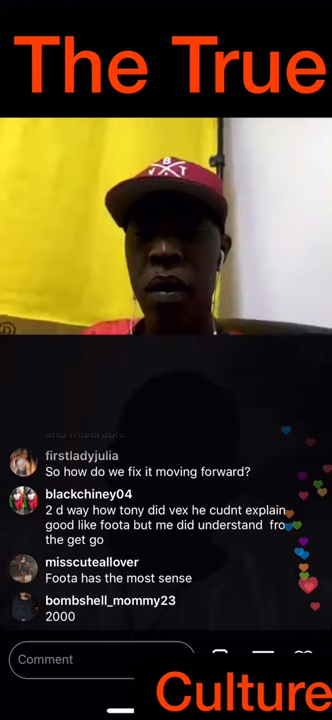 The True
and miserable
firstladyjulia
So how do we fix it moving forward?
blackchiney04
2 d way how tony did vex he cudnt explain
good like foota but me did understand fro
the get go
misscuteallover
Foota has the most sense
bombshell_mommy23
2000
Comment
Culture